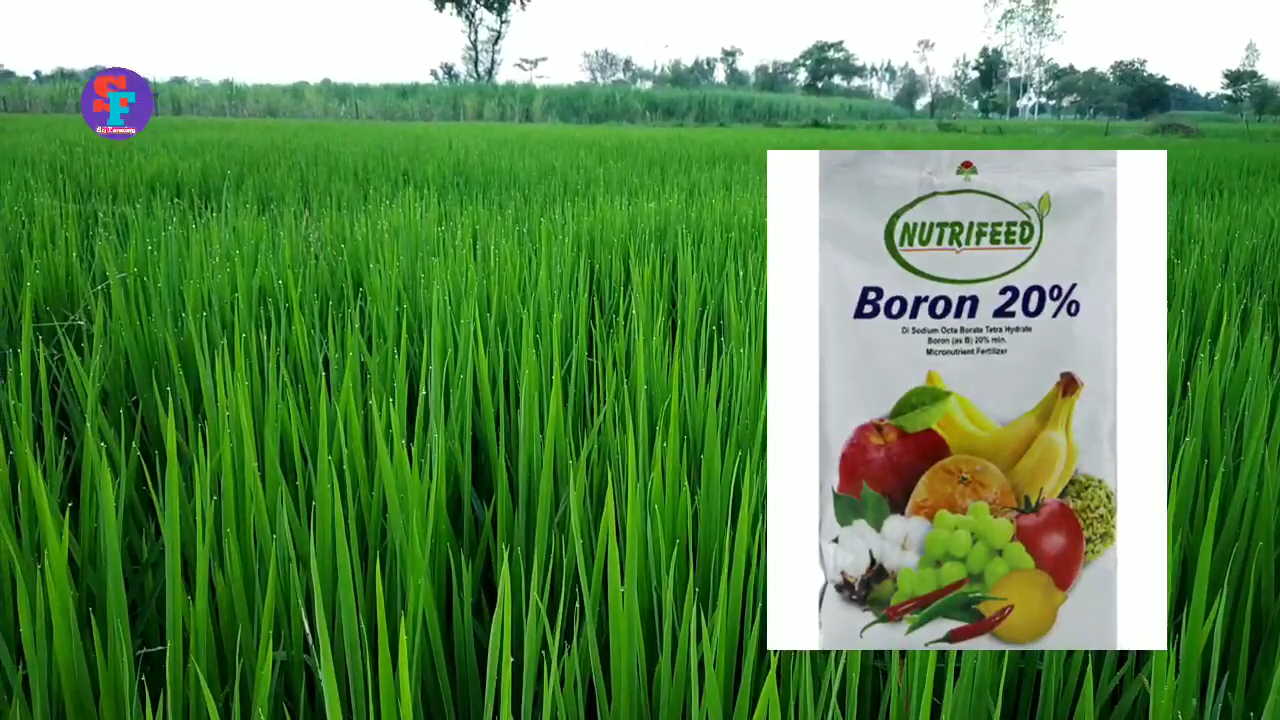 SF
NUTRIFEED
Boron 20%
Di Sodium Octa Borate Tetra Hydrate
Boron (as B) 20% min.
Micronutrient Fertilizer